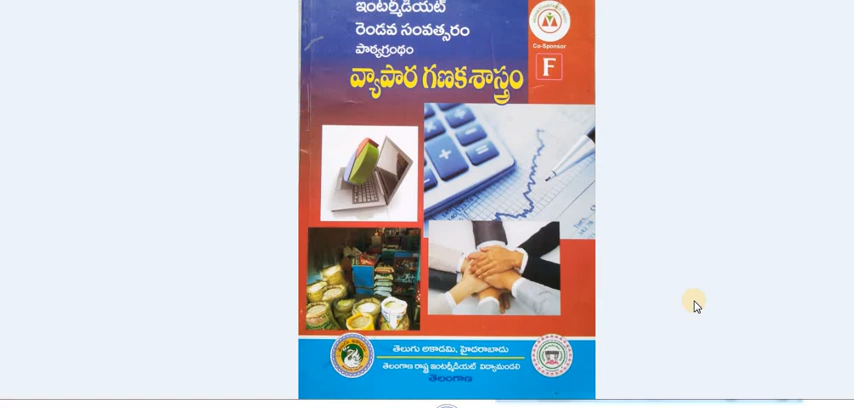 ఇంటర్మీడియట్
రెండవ సంవత్సరం
పాఠ్యగ్రంథం
వ్యాపార గణకశాస్త్రం
Co-Sponsor
F
తెలుగు అకాడమి, హైదరాబాదు
తెలంగాణ రాష్ట్ర ఇంటర్మీడియట్ విద్యామండలి
తెలంగాణ